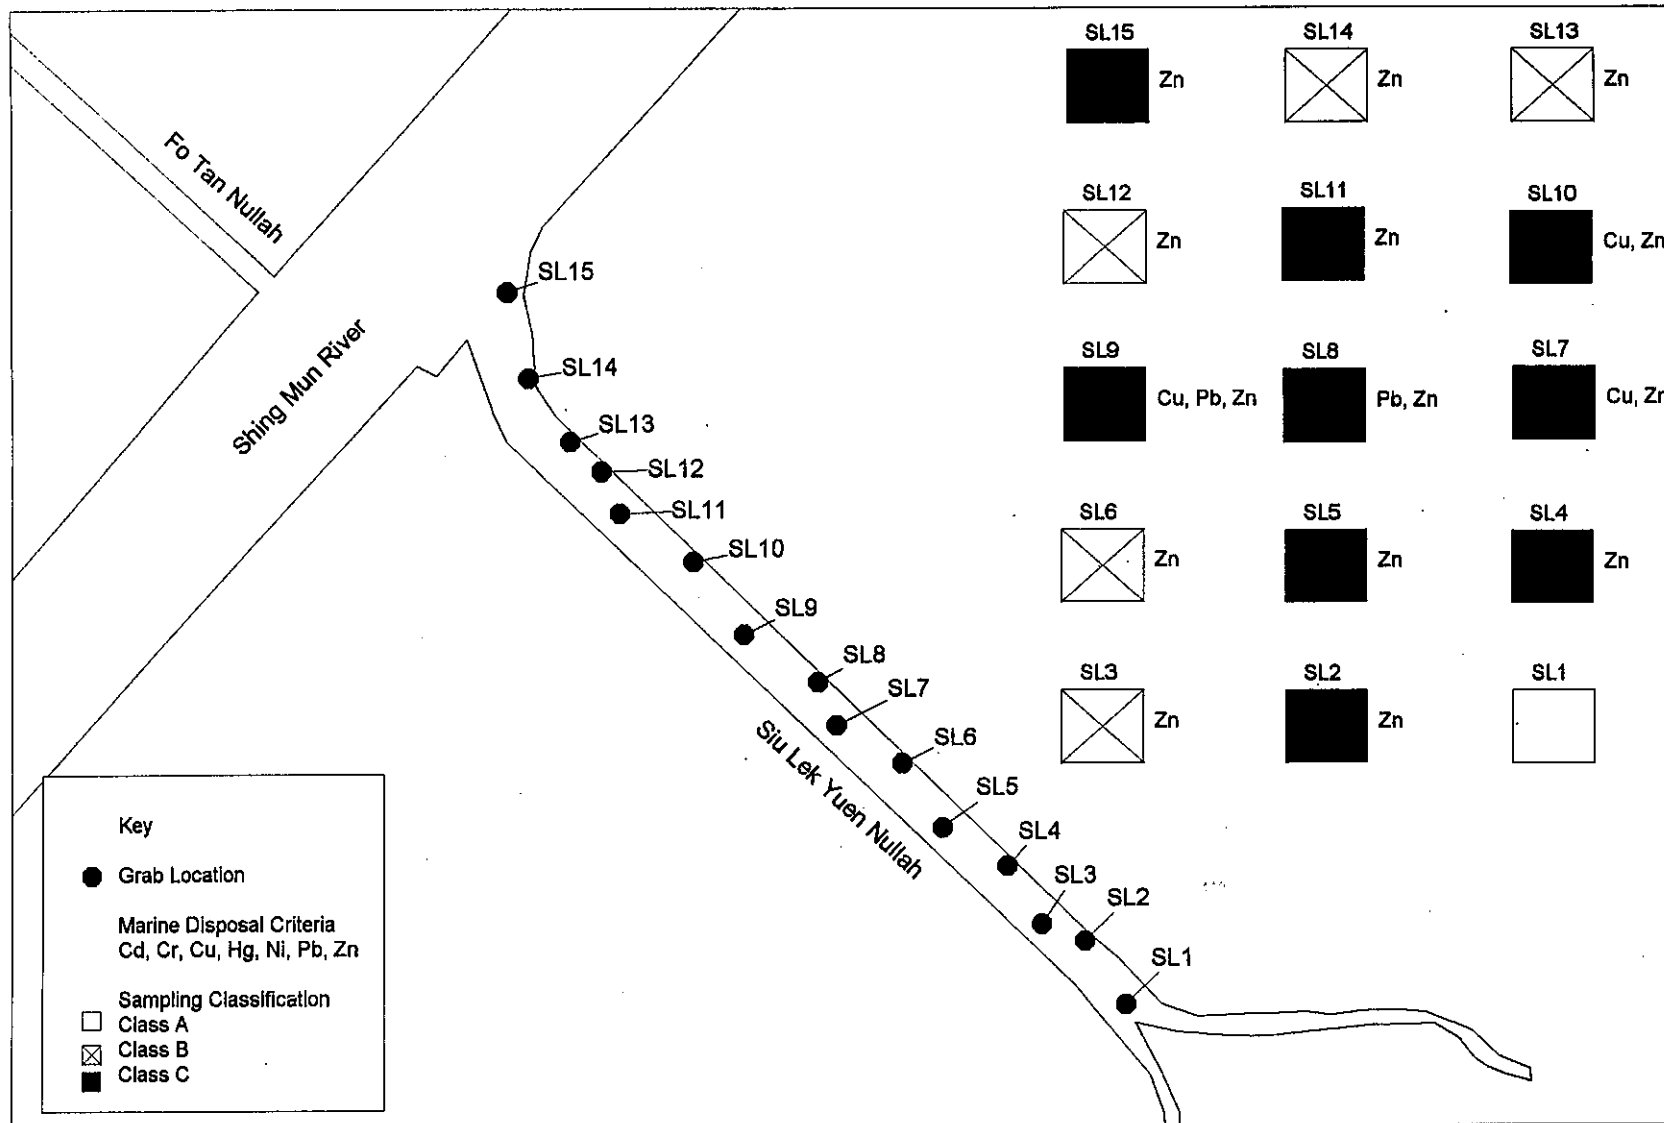 SL15
Zn
SL14
Zn
SL13
Zn
SL12
Zn
SL11
Zn
SL10
Cu, Zn
SL9
Cu, Pb, Zn
SL8
Pb, Zn
SL7
Cu, Zn
SL6
Zn
SL5
Zn
SL4
Zn
SL3
Zn
SL2
Zn
SL1
Fo Tan Nullah
Shing Mun River
Siu Lek Yuen Nullah
SL15
SL14
SL13
SL12
SL11
SL10
SL9
SL8
SL7
SL6
SL5
SL4
SL3
SL2
SL1
Key
Grab Location
Marine Disposal Criteria
Cd, Cr, Cu, Hg, Ni, Pb, Zn
Sampling Classification
Class A
Class B
Class C